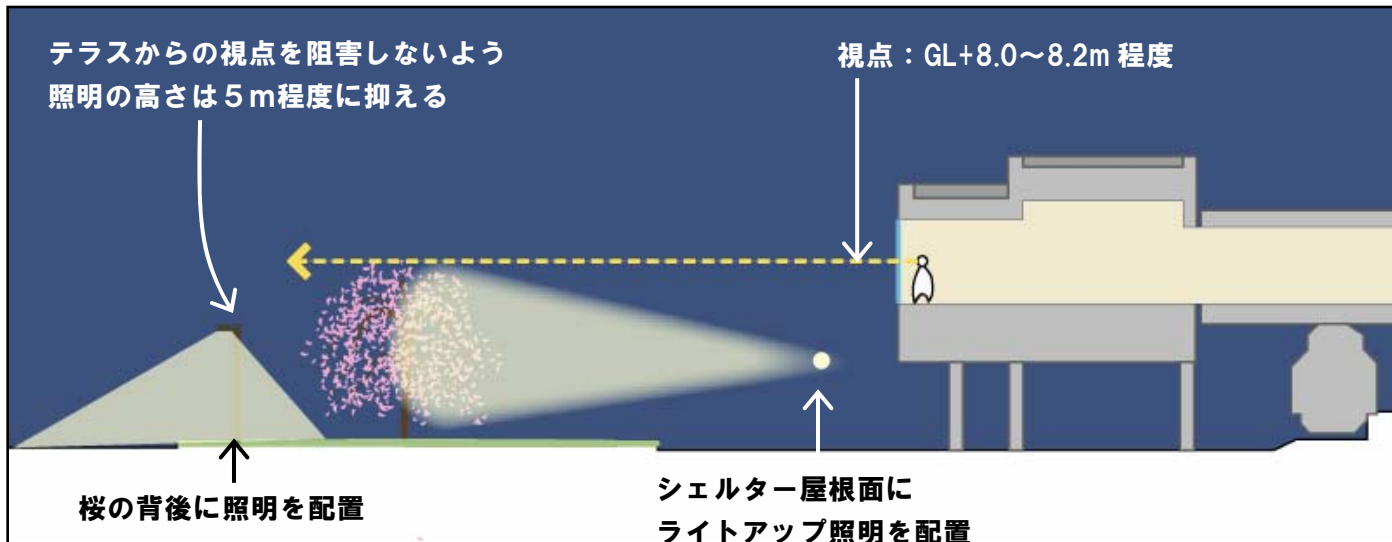 テラスからの視点を阻害しないよう
照明の高さは５ｍ程度に抑える
視点：GL+8.0～8.2m 程度
桜の背後に照明を配置
シェルター屋根面に
ライトアップ照明を配置